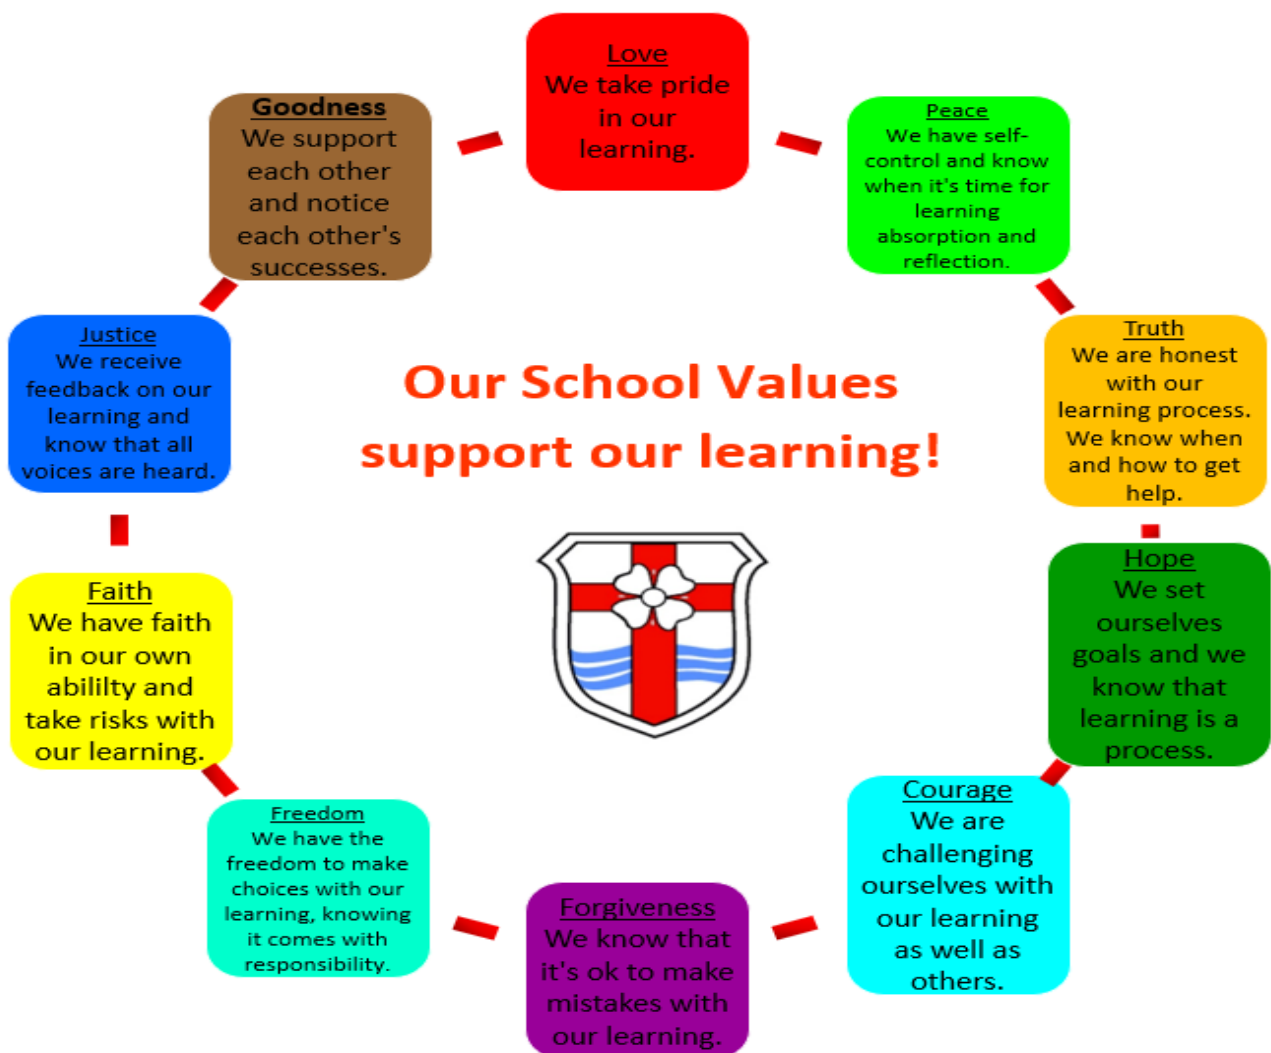 Love
We take pride
in our
learning.
Peace
We have self-
control and know
when it's time for
learning
absorption and
reflection.
Truth
We are honest
with our
learning process.
We know when
and how to get
help.
Hope
We set
ourselves
goals and we
know that
learning is a
process.
Courage
We are
challenging
ourselves with
our learning
as well as
others.
Forgiveness
We know that
it's ok to make
mistakes with
our learning.
Freedom
We have the
freedom to make
choices with our
learning, knowing
it comes with
responsibility.
Faith
We have faith
in our own
abililty and
take risks with
our learning.
Justice
We receive
feedback on our
learning and
know that all
voices are heard.
Goodness
We support
each other
and notice
each other's
successes.
Our School Values
support our learning!